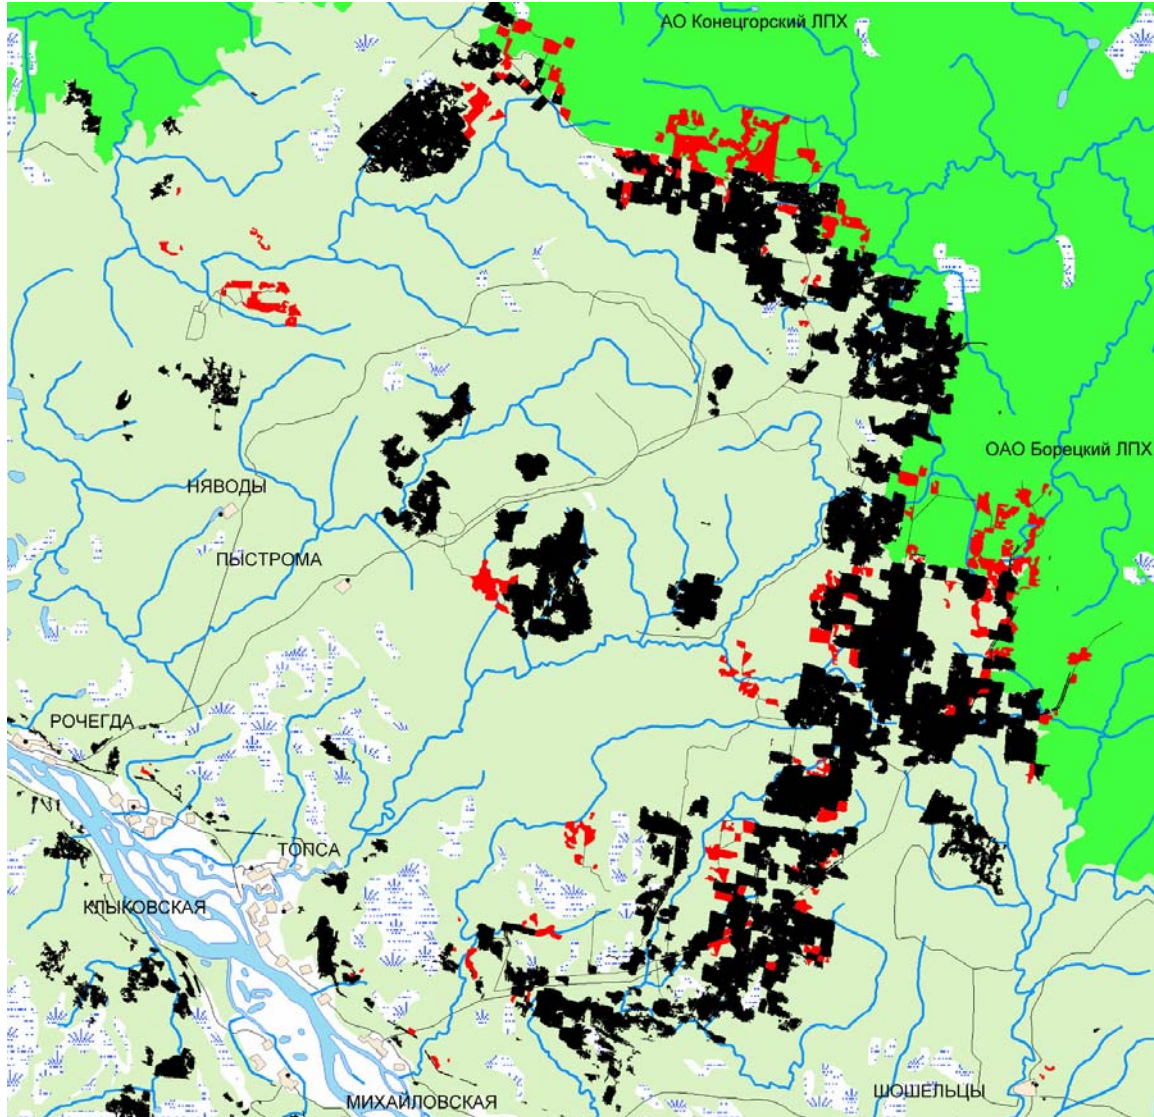 АО Конецгорский ЛПХ
ОАО Борецкий ЛПХ
НЯВОДЫ
ПЫСТРОМА
РОЧЕГДА
ТОПСА
КЛЫКОВСКАЯ
ШОШЕЛЬЦЫ
МИХАЙЛОВСКАЯ